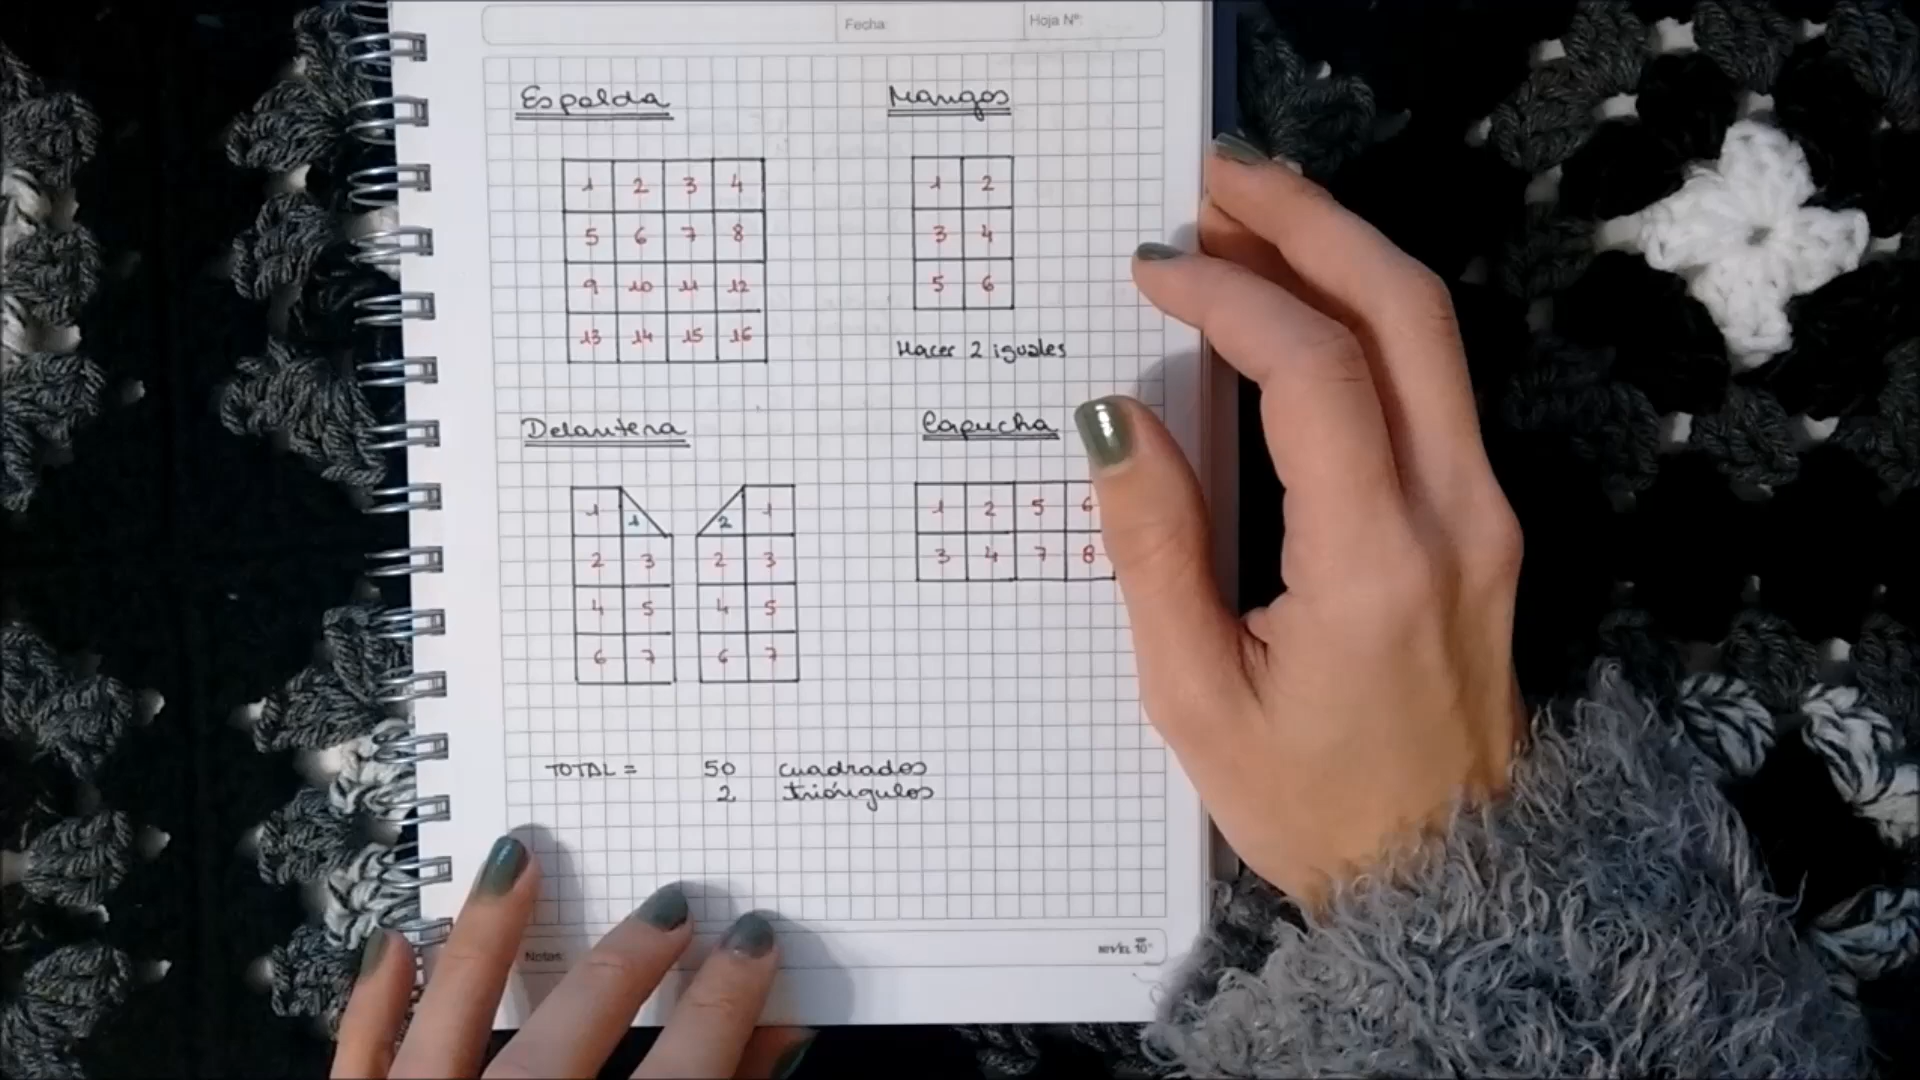 Fecha:
Hoja Nº:
Espalda
1 2 3 4
5 6 7 8
9 10 11 12
13 14 15 16
Mangas
1 2
3 4
5 6
Hacer 2 iguales
Delantera
1 1
2 3
4 5
6 7
2 1
2 3
4 5
6 7
Capucha
1 2 5 6
3 4 7 8
TOTAL = 50 cuadrados
2 triángulos
Notas:
NIVEL 10